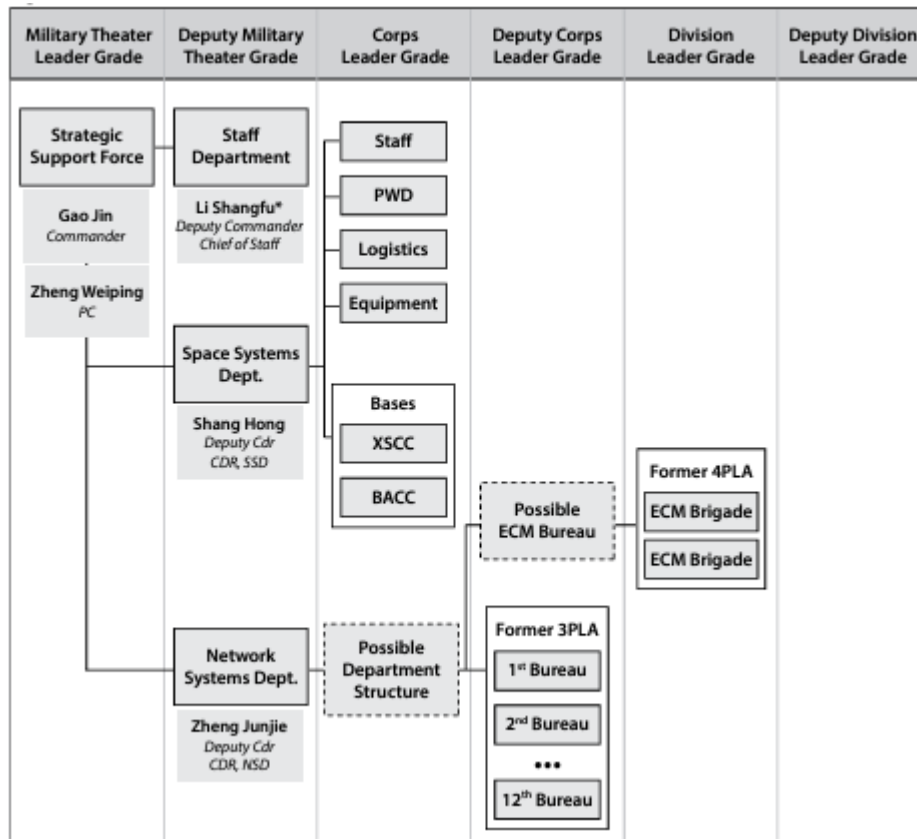 Military Theater
Leader Grade
Deputy Military
Theater Grade
Corps
Leader Grade
Deputy Corps
Leader Grade
Division
Leader Grade
Deputy Division
Leader Grade
Strategic
Support Force
Gao Jin
Commander
Zheng Weiping
PC
Staff
Department
Li Shangfu*
Deputy Commander
Chief of Staff
Space Systems
Dept.
Shang Hong
Deputy Cdr
CDR, SSD
Network
Systems Dept.
Zheng Junjie
Deputy Cdr
CDR, NSD
Staff
PWD
Logistics
Equipment
Bases
XSCC
BACC
Possible
Department
Structure
Possible
ECM Bureau
Former 3PLA
1st Bureau
2nd Bureau
•••
12th Bureau
Former 4PLA
ECM Brigade
ECM Brigade